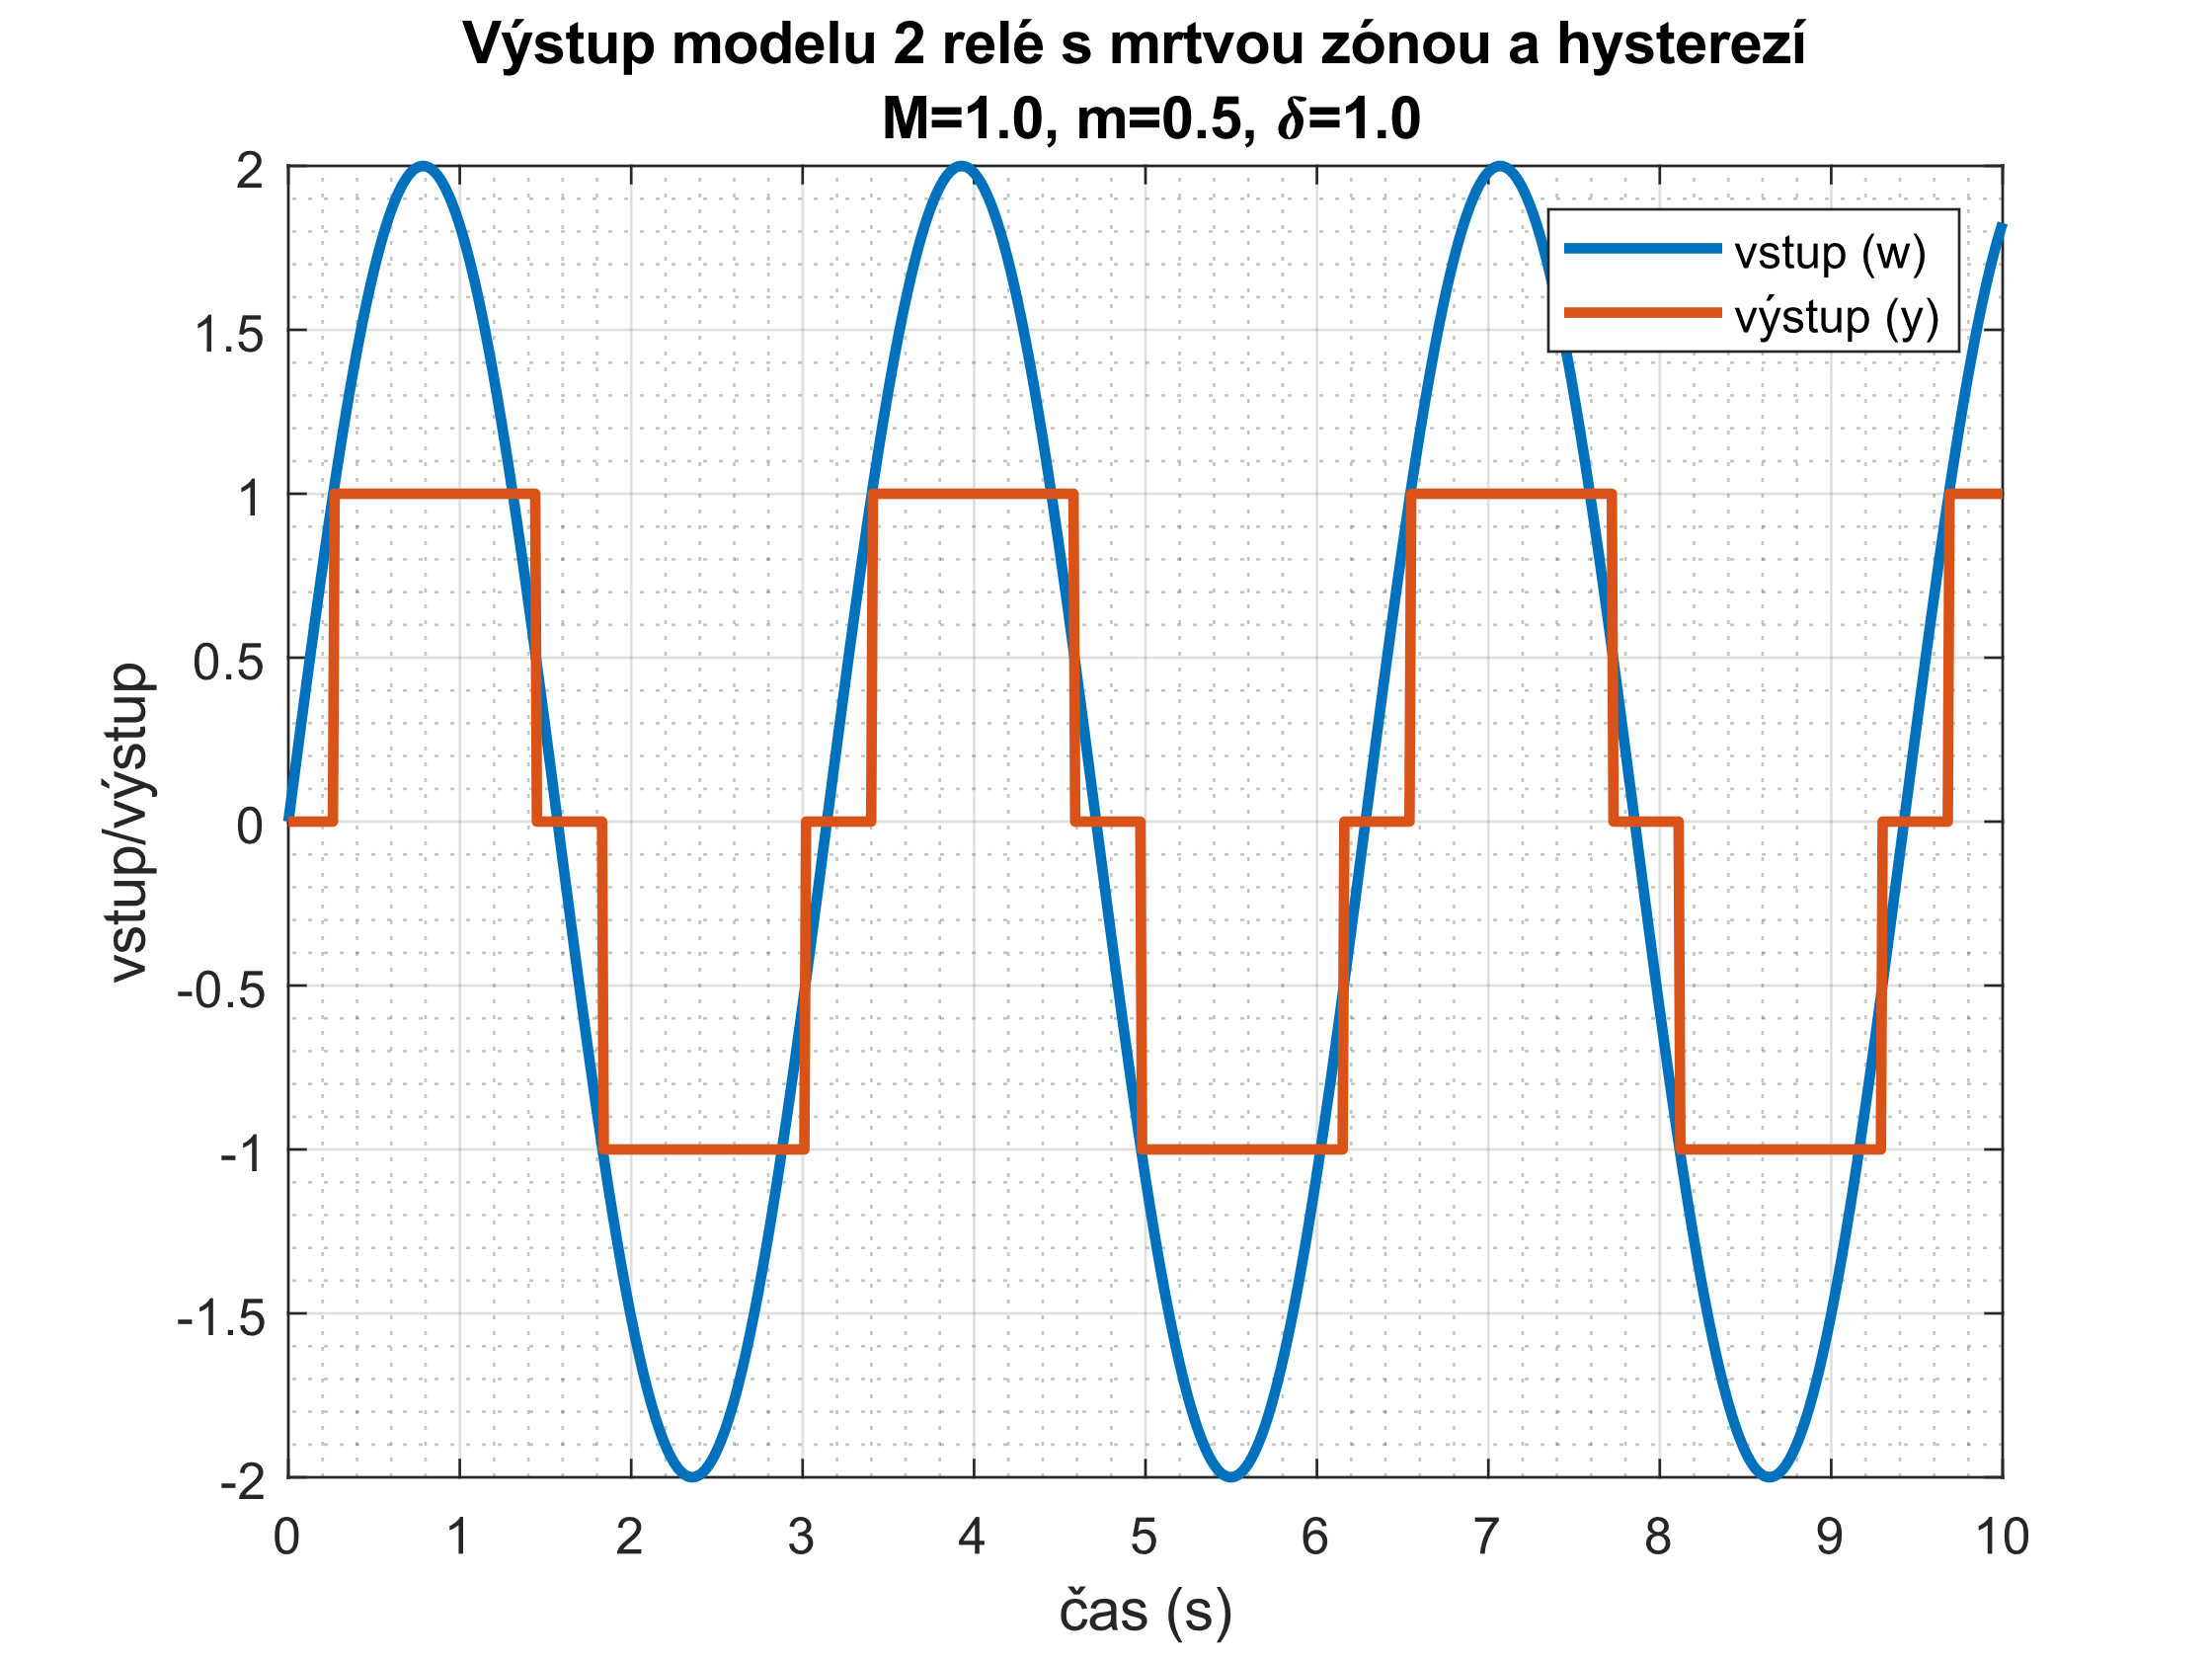 Výstup modelu 2 relé s mrtvou zónou a hysterezí
M=1.0, m=0.5, δ=1.0
vstup (w)
výstup (y)
2
1.5
1
0.5
0
-0.5
-1
-1.5
-2
vstup/výstup
0 1 2 3 4 5 6 7 8 9 10
čas (s)